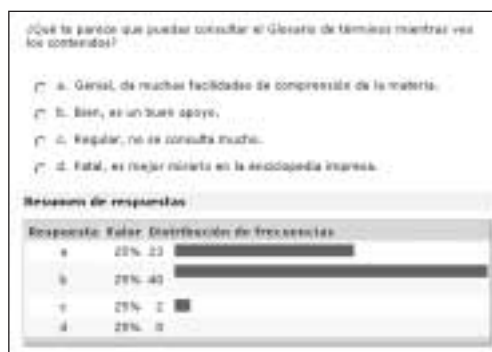 ¿Qué te parece que puedas consultar el Glosario de términos mientras ves
los contenidos?
a. Genial, da muchas facilidades de comprensión de la materia.
b. Bien, es un buen apoyo.
c. Regular, no se consulta mucho.
d. Fatal, es mejor mirarlo en la enciclopedia impresa.
Resumen de respuestas
Respuesta Valor Distribución de frecuencias
a 25% 23
b 25% 40
c 25% 2
d 25% 0